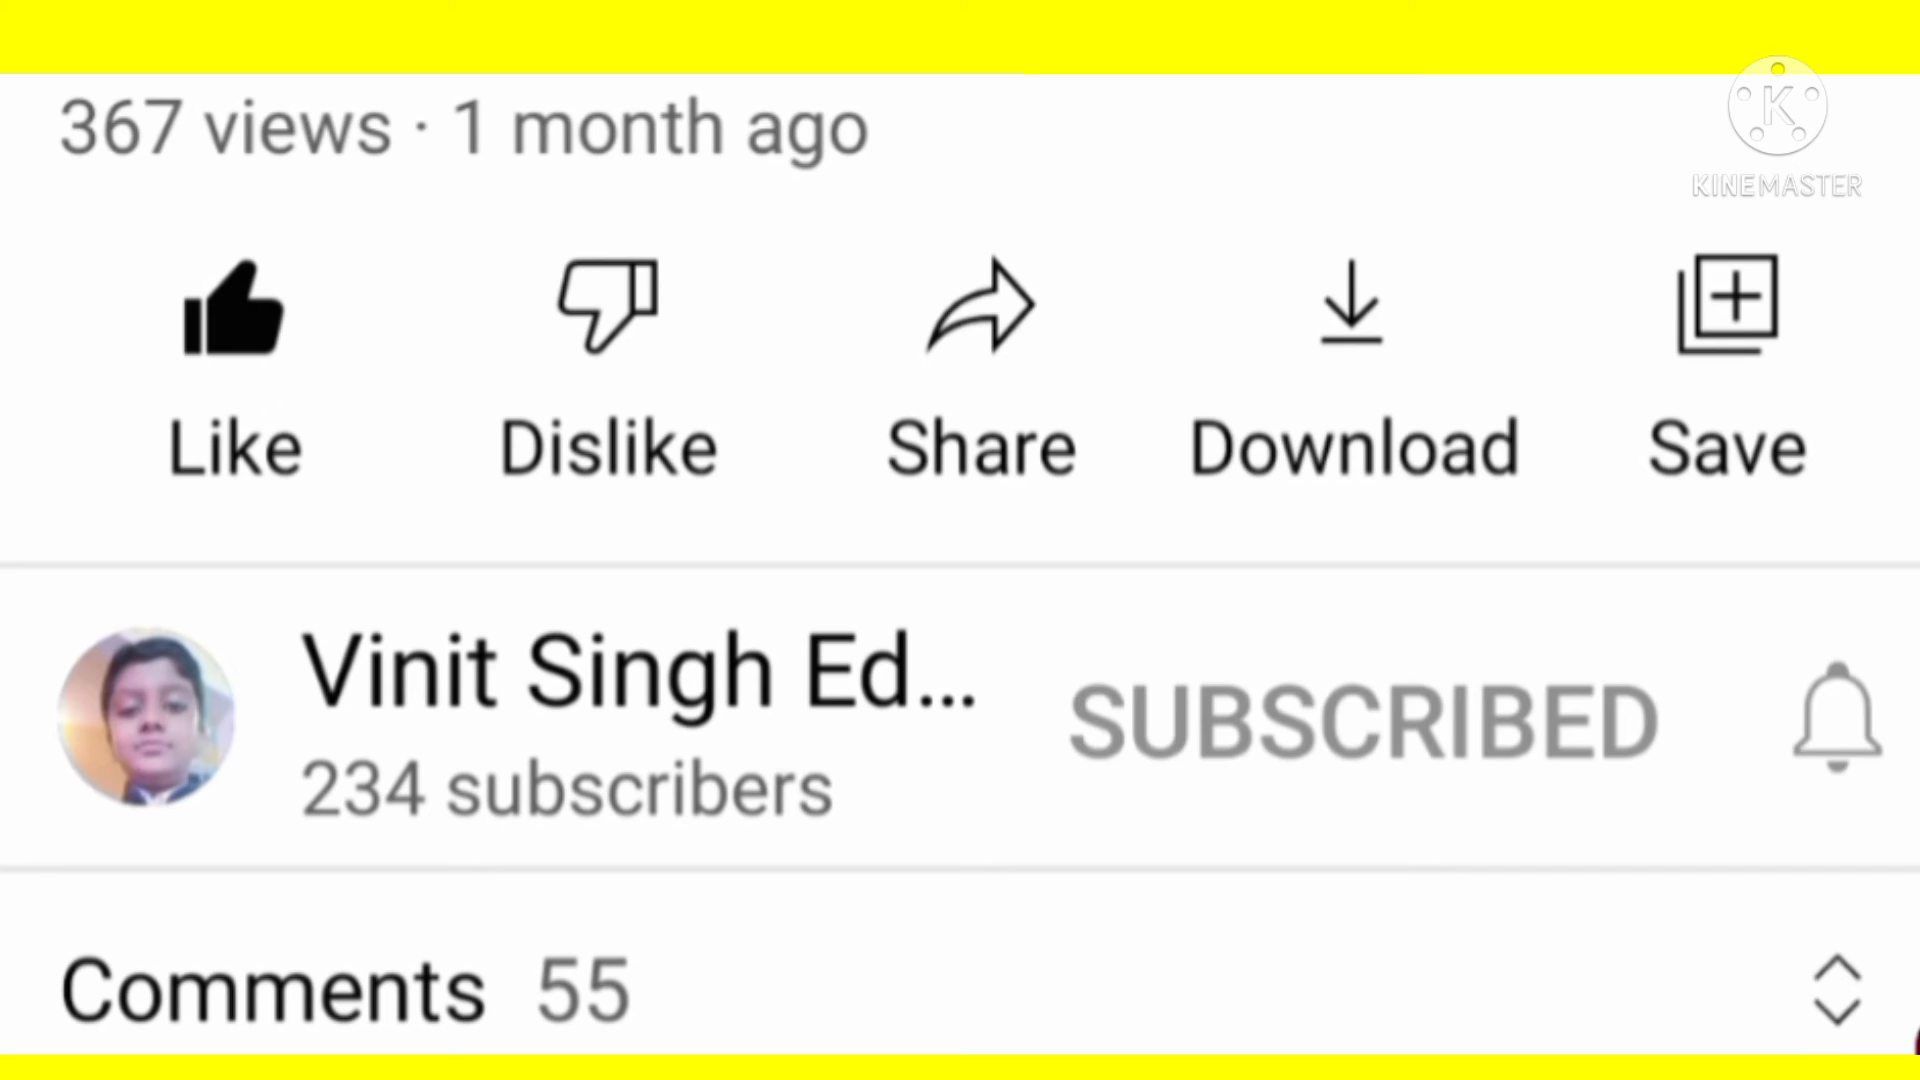 367 views · 1 month ago
K
KINEMASTER
Like Dislike Share Download Save
Vinit Singh Ed... SUBSCRIBED
234 subscribers
Comments 55